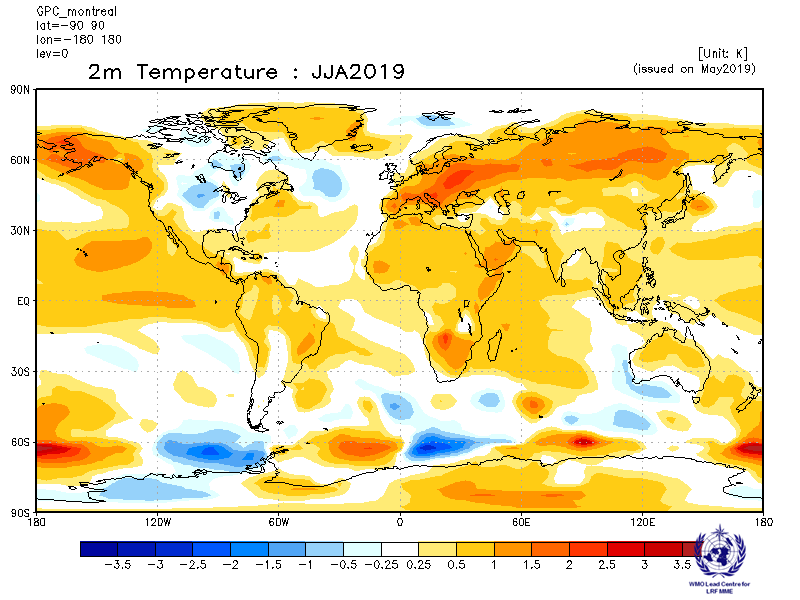 GPC_montreal
lat=-90 90
lon=-180 180
lev=0
[Unit: K]
2m Temperature : JJA2019
(issued on May2019)
90N
60N
30N
EQ
30S
60S
90S
180 120W 60W 0 60E 120E 180
-3.5 -3 -2.5 -2 -1.5 -1 -0.5 -0.25 0.25 0.5 1 1.5 2 2.5 3 3.5
WMO Lead Centre for
LRF MME